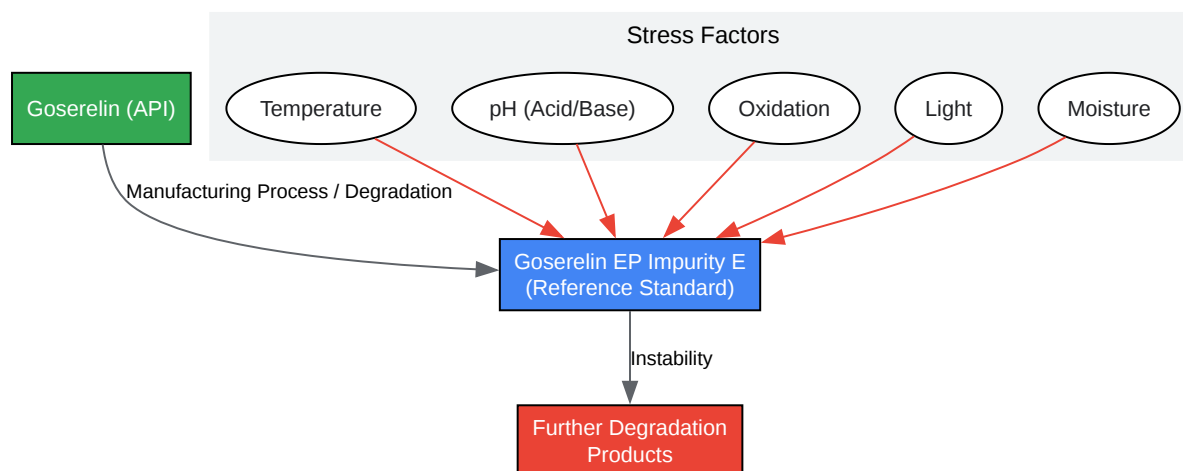 Stress Factors
Goserelin (API)
Temperature
pH (Acid/Base)
Oxidation
Light
Moisture
Manufacturing Process / Degradation
Goserelin EP Impurity E
(Reference Standard)
Instability
Further Degradation
Products